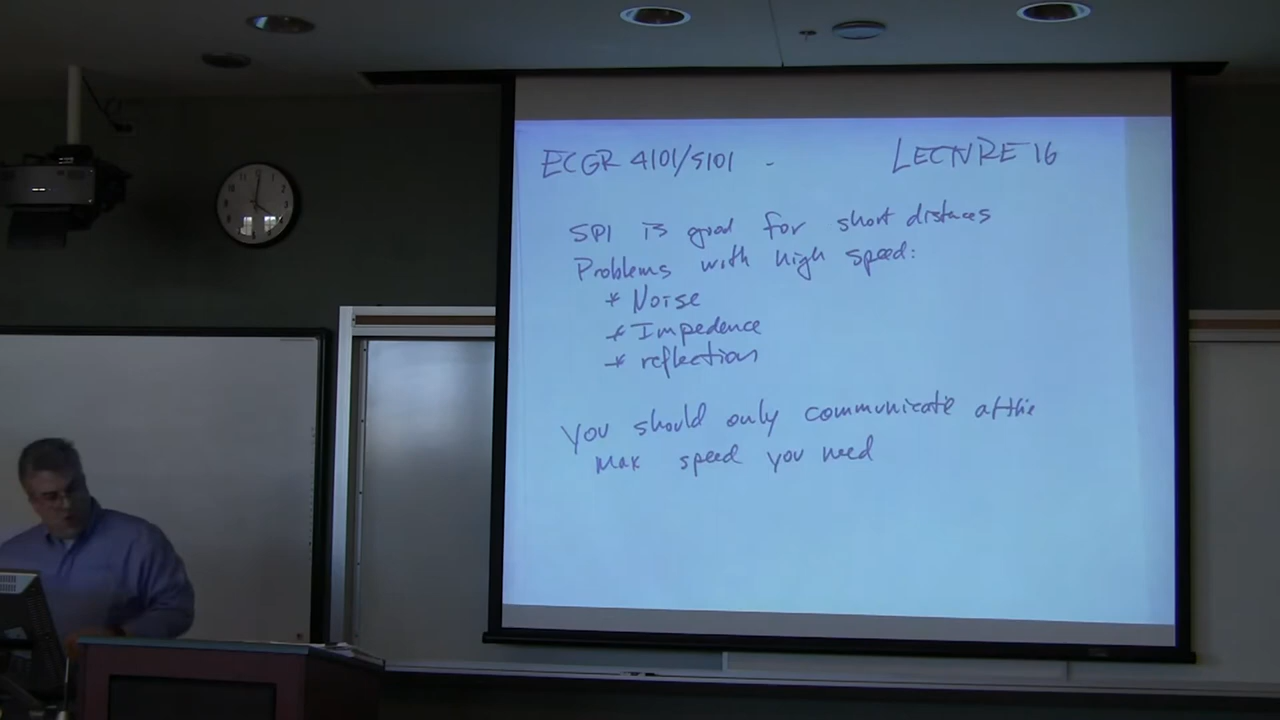 ECGR 4101/5101 - LECTURE 16
SPI is good for short distances
Problems with high speed:
* Noise
* Impedence
* reflection
You should only communicate at the
max speed you need